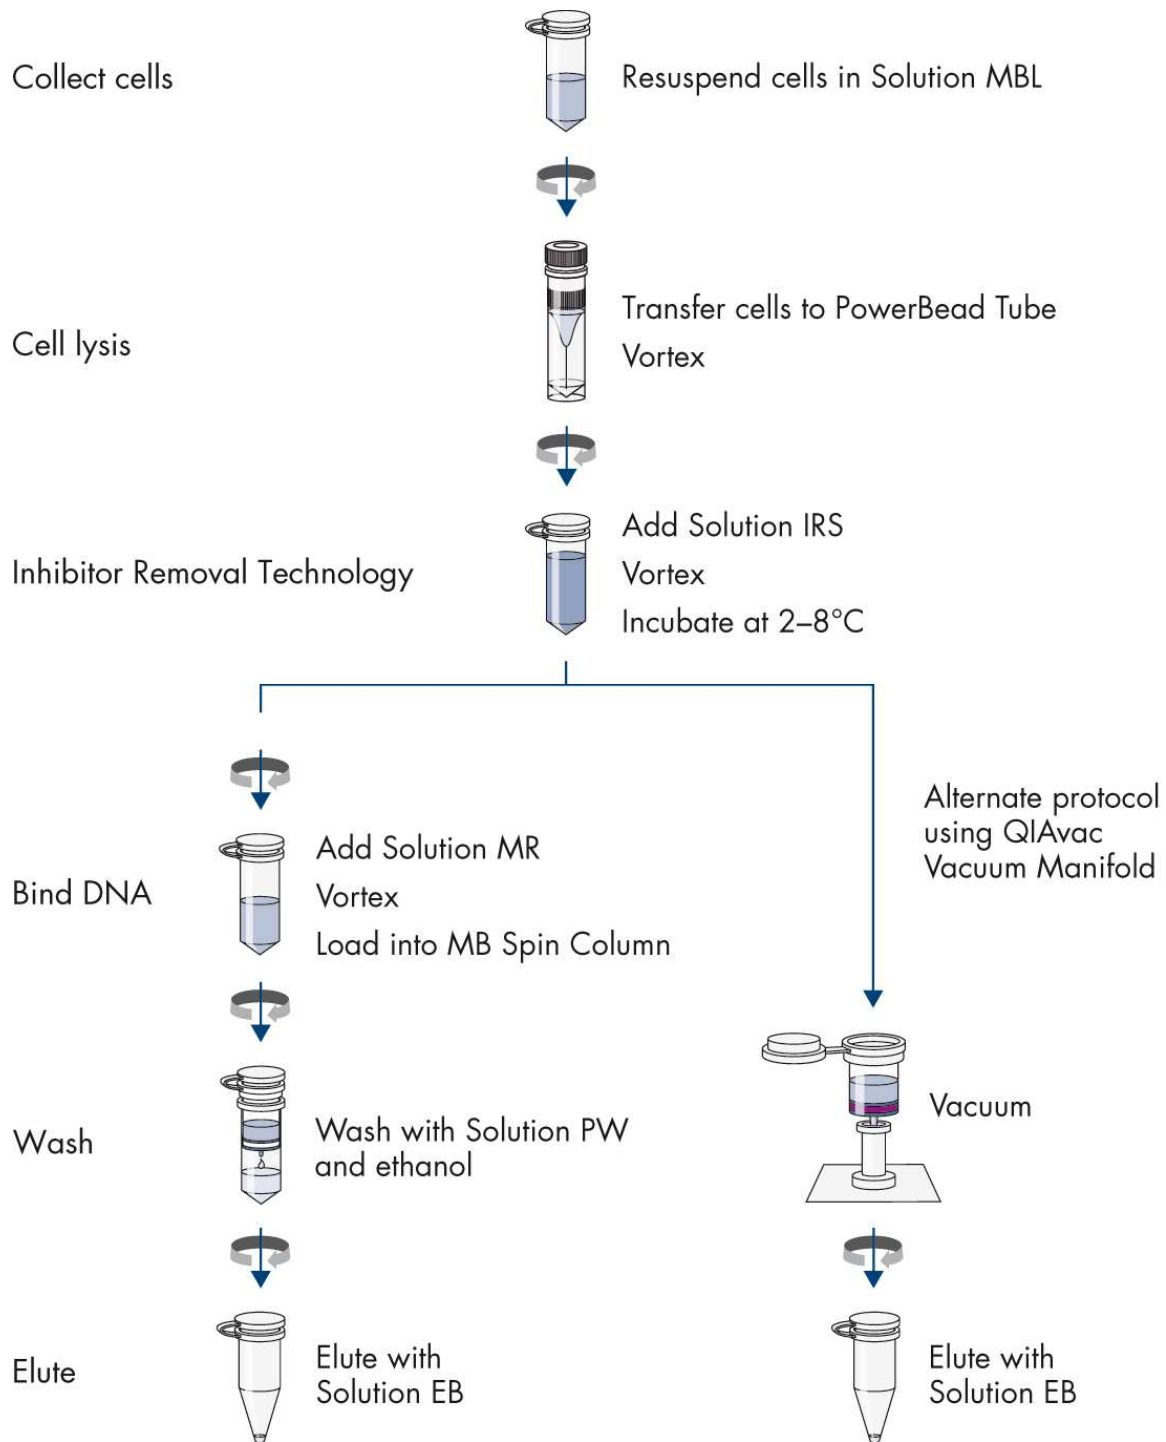 Collect cells
Resuspend cells in Solution MBL
Cell lysis
Transfer cells to PowerBead Tube
Vortex
Inhibitor Removal Technology
Add Solution IRS
Vortex
Incubate at 2–8°C
Alternate protocol
using QIAvac
Vacuum Manifold
Bind DNA
Add Solution MR
Vortex
Load into MB Spin Column
Wash
Wash with Solution PW
and ethanol
Vacuum
Elute
Elute with
Solution EB
Elute with
Solution EB